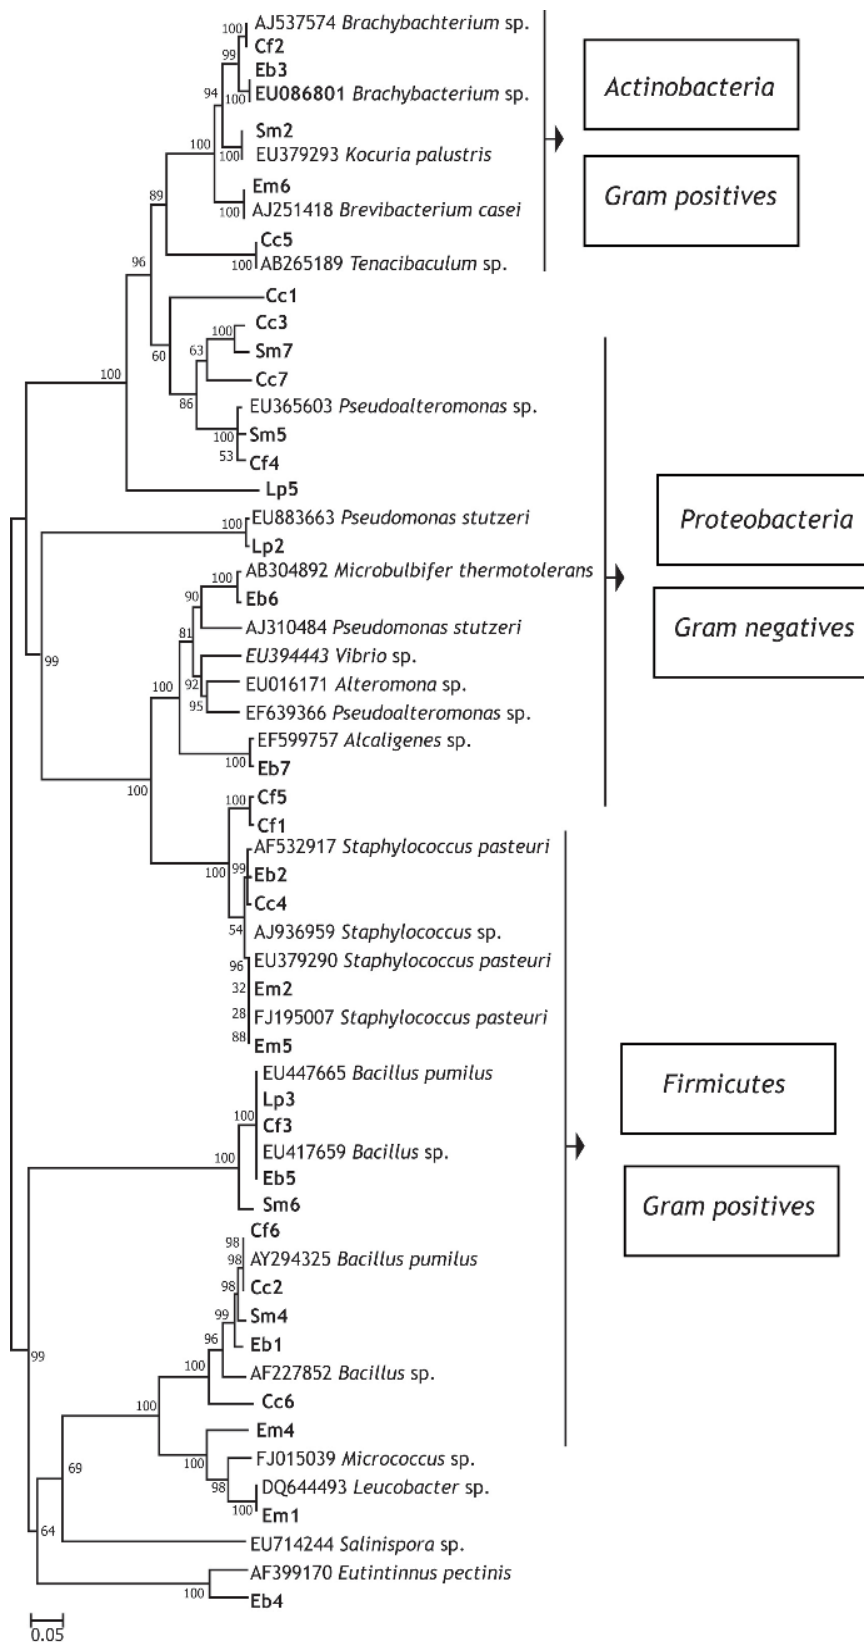 100
AJ537574 Brachybachterium sp.
Cf2
99
Eb3
94
100
EU086801 Brachybacterium sp.
Actinobacteria
Sm2
100
100
EU379293 Kocuria palustris
Em6
89
Gram positives
100
AJ251418 Brevibacterium casei
Cc5
96
100
AB265189 Tenacibaculum sp.
Cc1
100
Cc3
63
60
Sm7
100
Cc7
86
EU365603 Pseudoalteromonas sp.
100
Sm5
53
Cf4
Lp5
EU883663 Pseudomonas stutzeri
100
Proteobacteria
Lp2
AB304892 Microbulbifer thermotolerans
100
90
Eb6
AJ310484 Pseudomonas stutzeri
Gram negatives
81
EU394443 Vibrio sp.
99
92
EU016171 Alteromona sp.
100
95
EF639366 Pseudoalteromonas sp.
EF599757 Alcaligenes sp.
100
Eb7
100
Cf5
100
Cf1
AF532917 Staphylococcus pasteuri
100
99
Eb2
Cc4
54
AJ936959 Staphylococcus sp.
96
EU379290 Staphylococcus pasteuri
32
Em2
28
FJ195007 Staphylococcus pasteuri
88
Em5
EU447665 Bacillus pumilus
Firmicutes
Lp3
100
Cf3
100
EU417659 Bacillus sp.
Eb5
Sm6
Gram positives
Cf6
98
98
AY294325 Bacillus pumilus
98
Cc2
99
Sm4
96
Eb1
99
100
AF227852 Bacillus sp.
Cc6
100
Em4
100
FJ015039 Micrococcus sp.
69
98
DQ644493 Leucobacter sp.
100
Em1
64
EU714244 Salinispora sp.
AF399170 Eutintinnus pectinis
100
Eb4
0.05